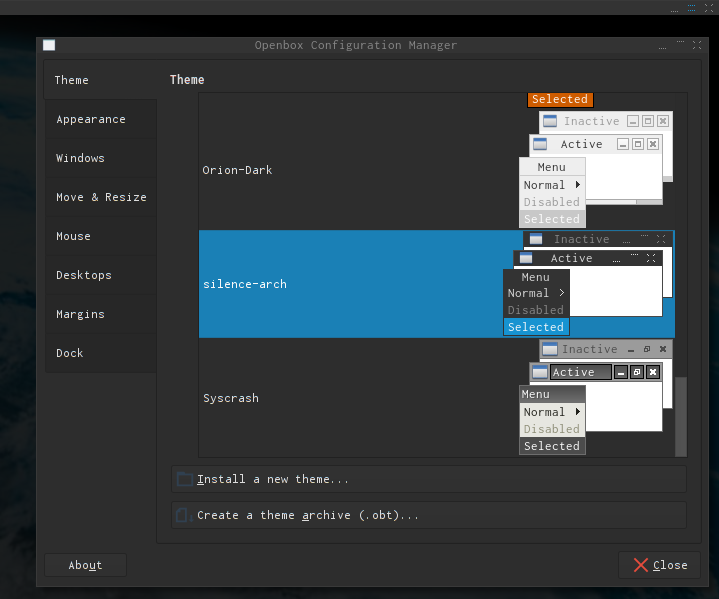 Openbox Configuration Manager
Theme
Appearance
Windows
Move & Resize
Mouse
Desktops
Margins
Dock
Theme
Selected
Orion-Dark
Inactive
Active
Menu
Normal
Disabled
Selected
silence-arch
Inactive
Active
Menu
Normal
Disabled
Selected
Syscrash
Inactive
Active
Menu
Normal
Disabled
Selected
Install a new theme...
Create a theme archive (.obt)...
About
Close